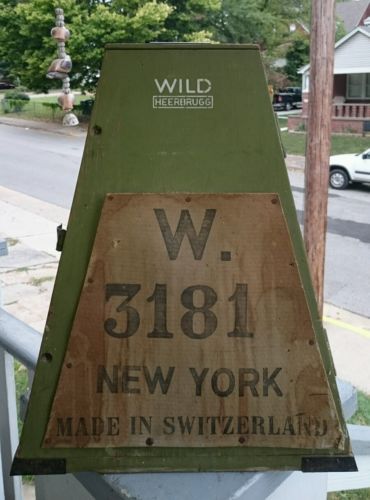 WILD
HEERBRUGG
W.
3181
NEW YORK
MADE IN SWITZERLAND